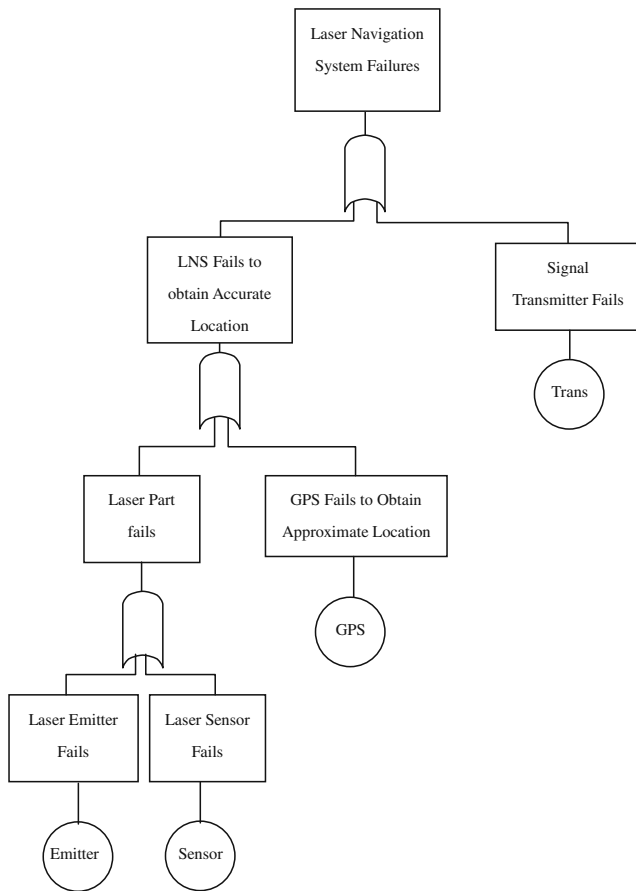 Laser Navigation
System Failures
LNS Fails to
obtain Accurate
Location
Signal
Transmitter Fails
Trans
Laser Part
fails
GPS Fails to Obtain
Approximate Location
GPS
Laser Emitter
Fails
Laser Sensor
Fails
Emitter
Sensor